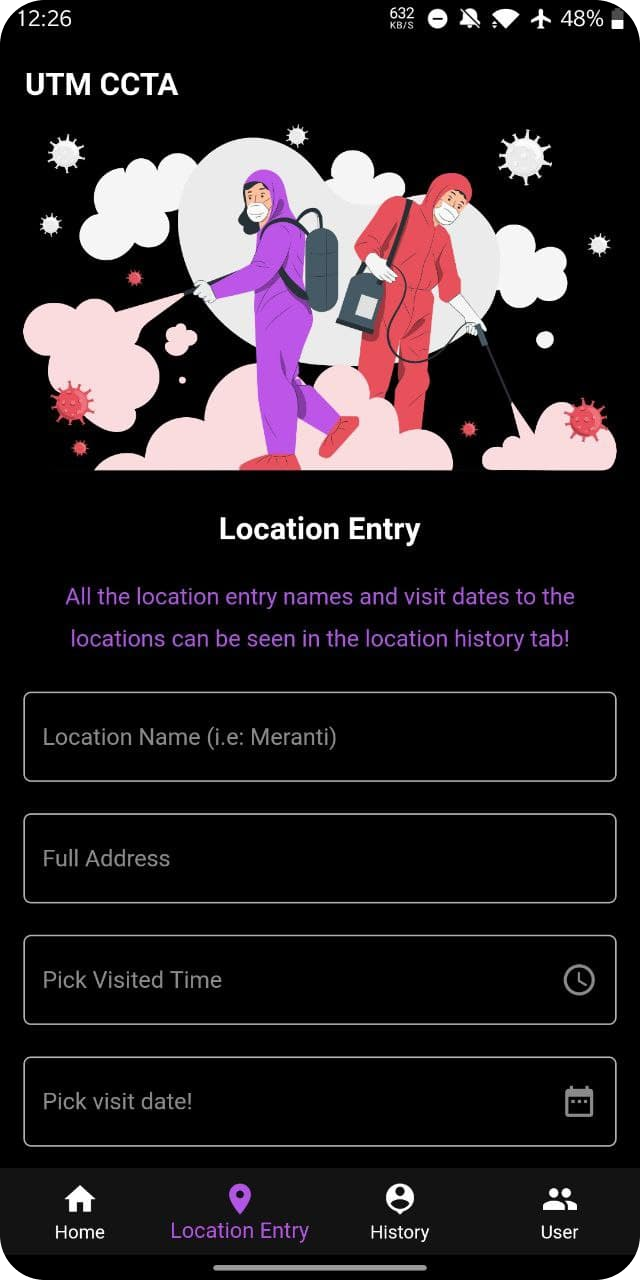 12:26
632
KB/S
48%
UTM CCTA
Location Entry
All the location entry names and visit dates to the
locations can be seen in the location history tab!
Location Name (i.e: Meranti)
Full Address
Pick Visited Time
Pick visit date!
Home
Location Entry
History
User